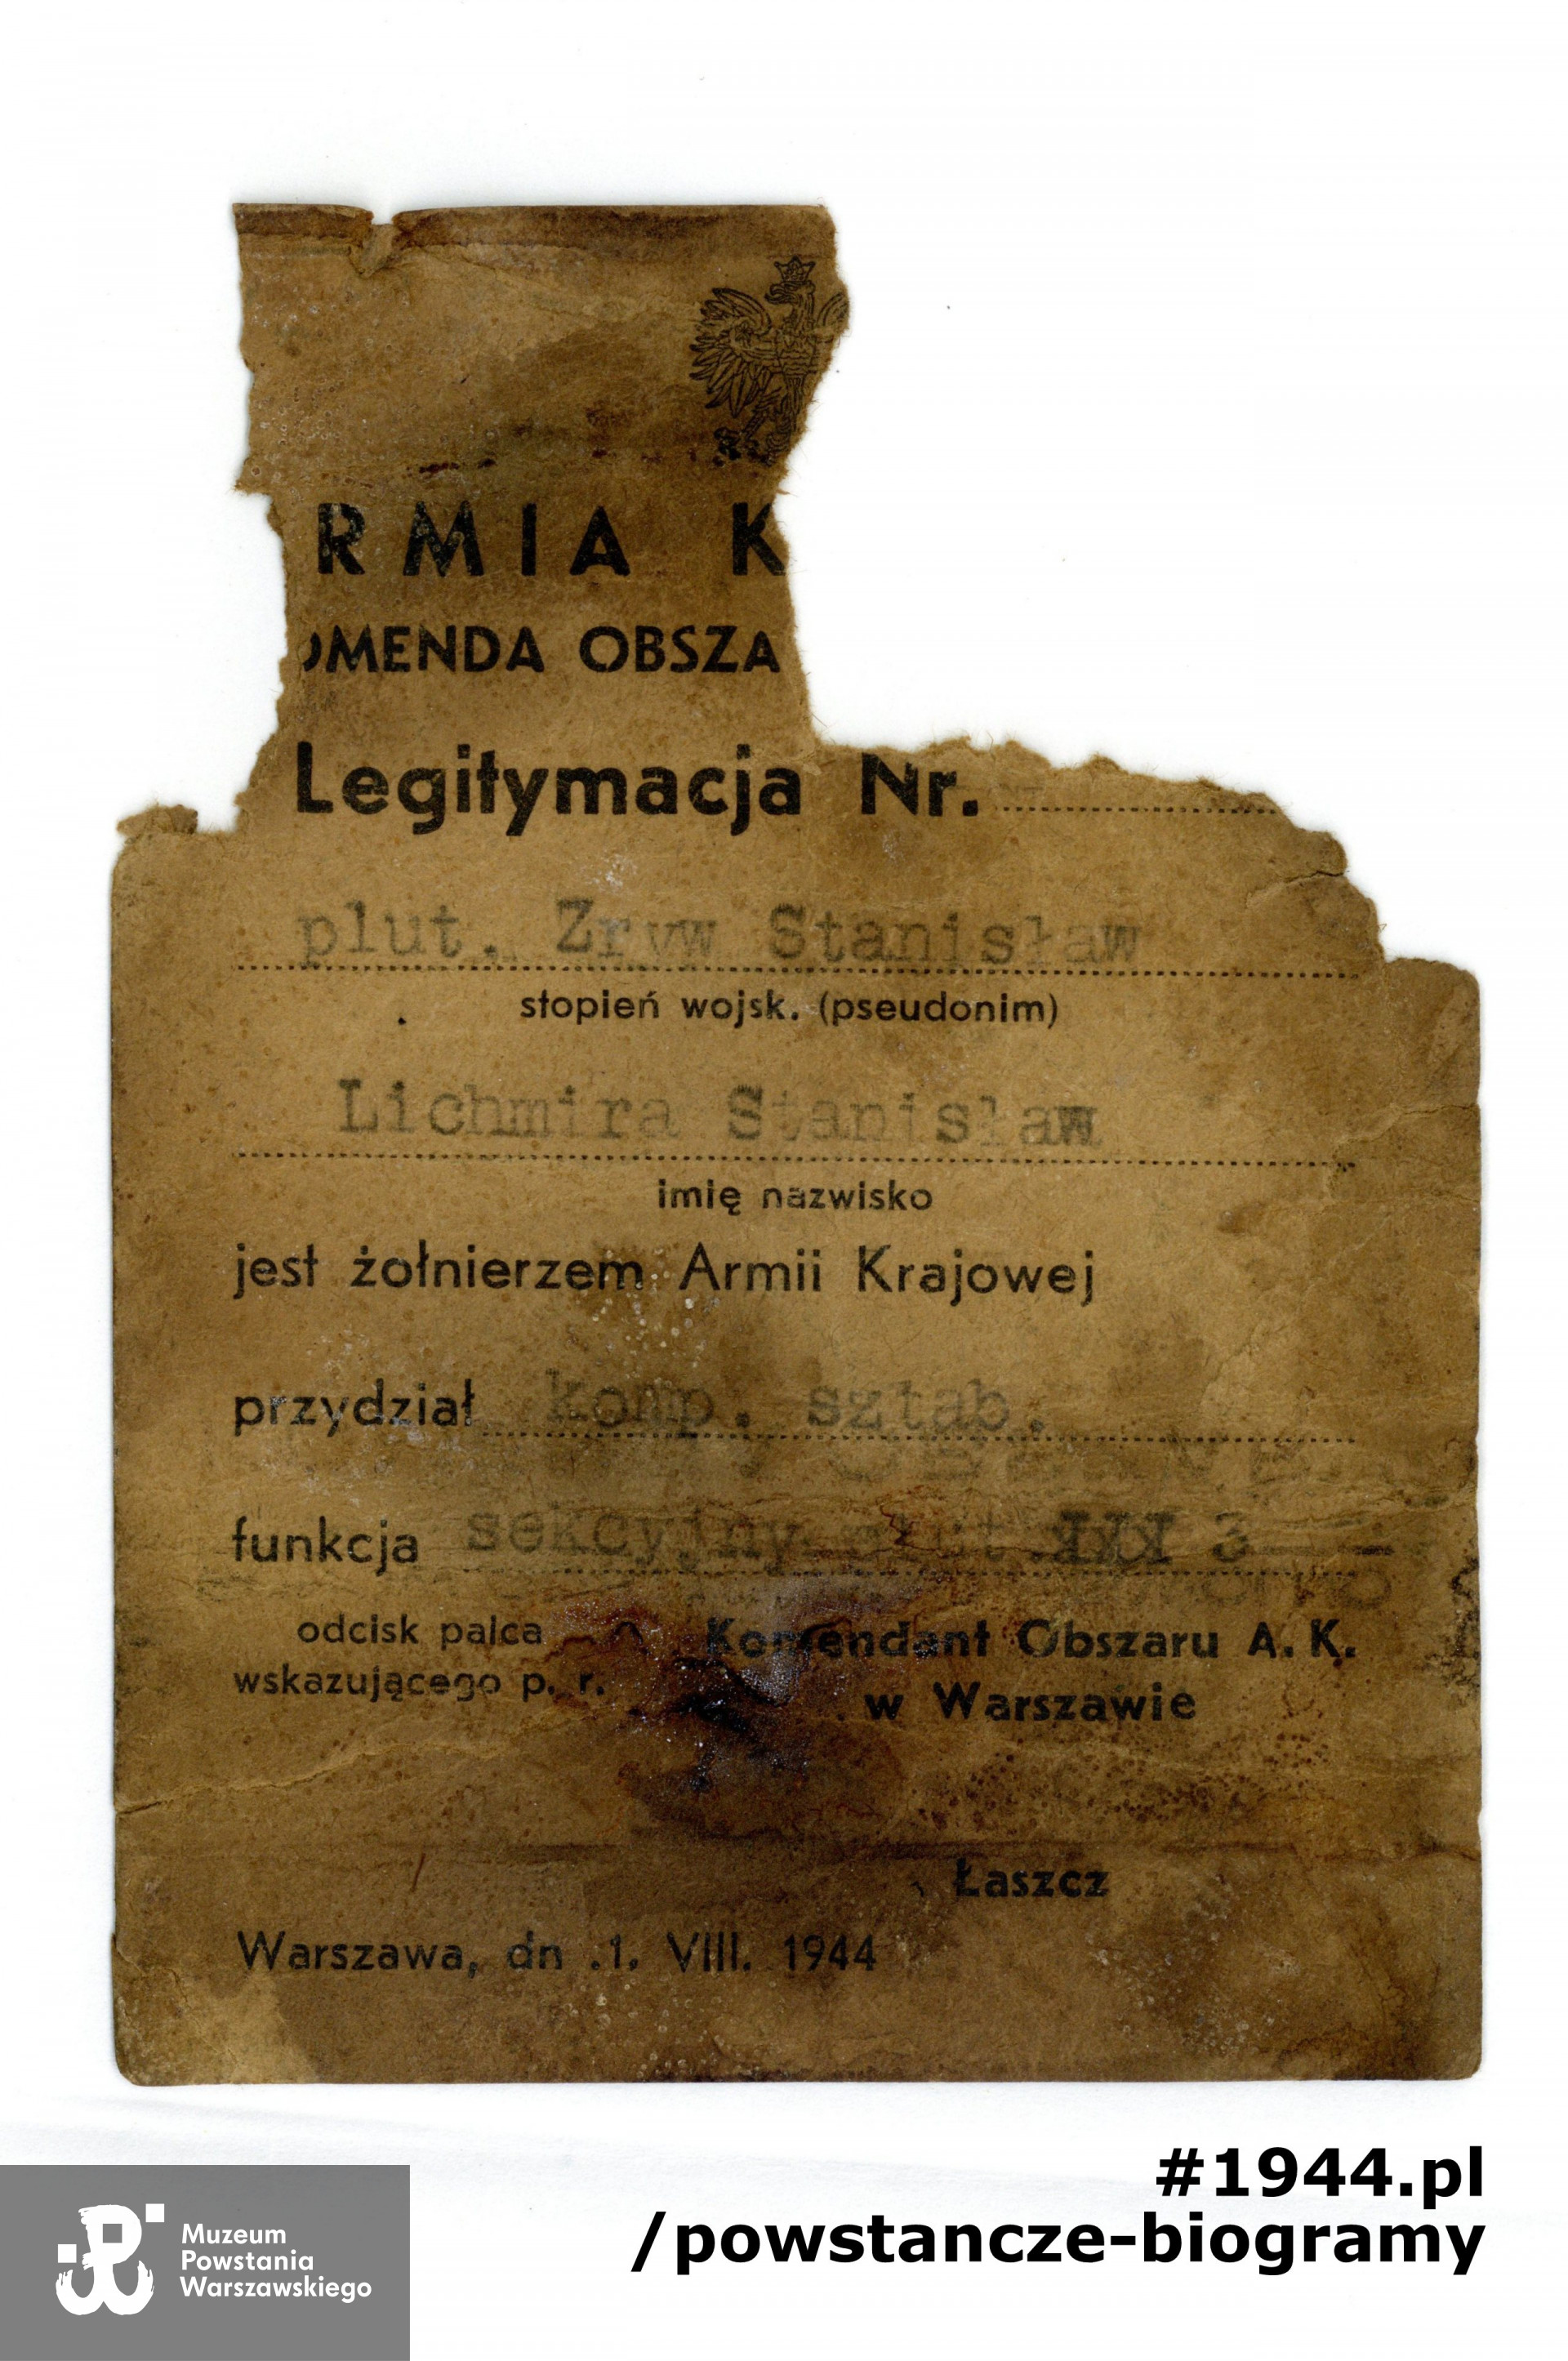 RMIA K
OMENDA OBSZA
Legitymacja Nr.
plut. Zryw Stanisław
stopień wojsk. (pseudonim)
Lichmira Stanisław
imię nazwisko
jest żołnierzem Armii Krajowej
przydział komp. sztab.
funkcja sekcyjny plut. 3
odcisk palca
wskazującego p. r.
Komendant Obszaru A. K.
w Warszawie
Łaszcz
Warszawa, dn .1. VIII. 1944
#1944.pl
/powstancze-biogramy
Muzeum
Powstania
Warszawskiego